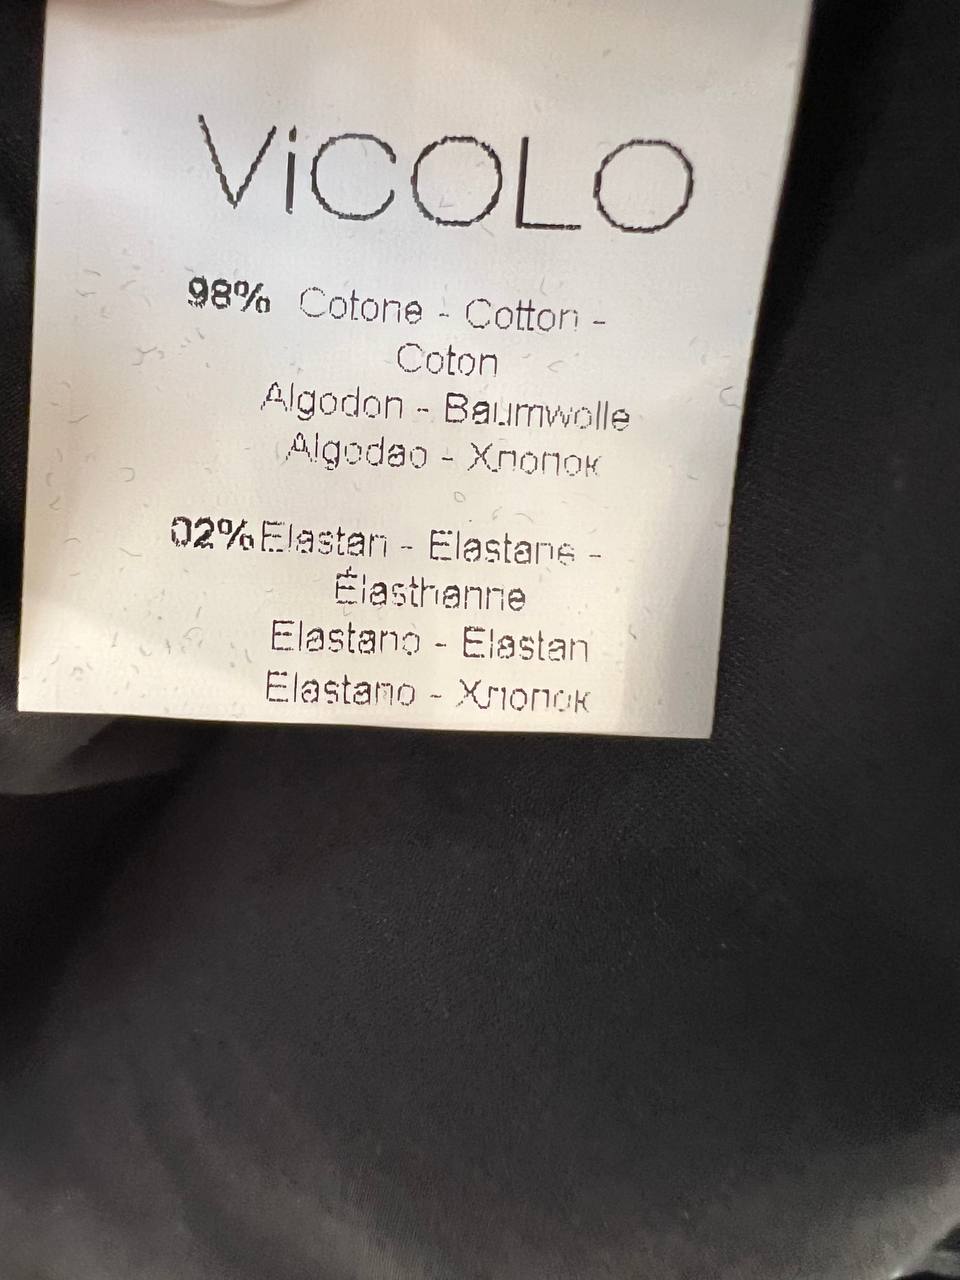 ViCOLO
98% Cotone - Cotton -
Coton
Algodon - Baumwolle
Algodao - Хлопок
02% Elastan - Elastane -
Élasthanne
Elastano - Elastan
Elastano - Хлопок